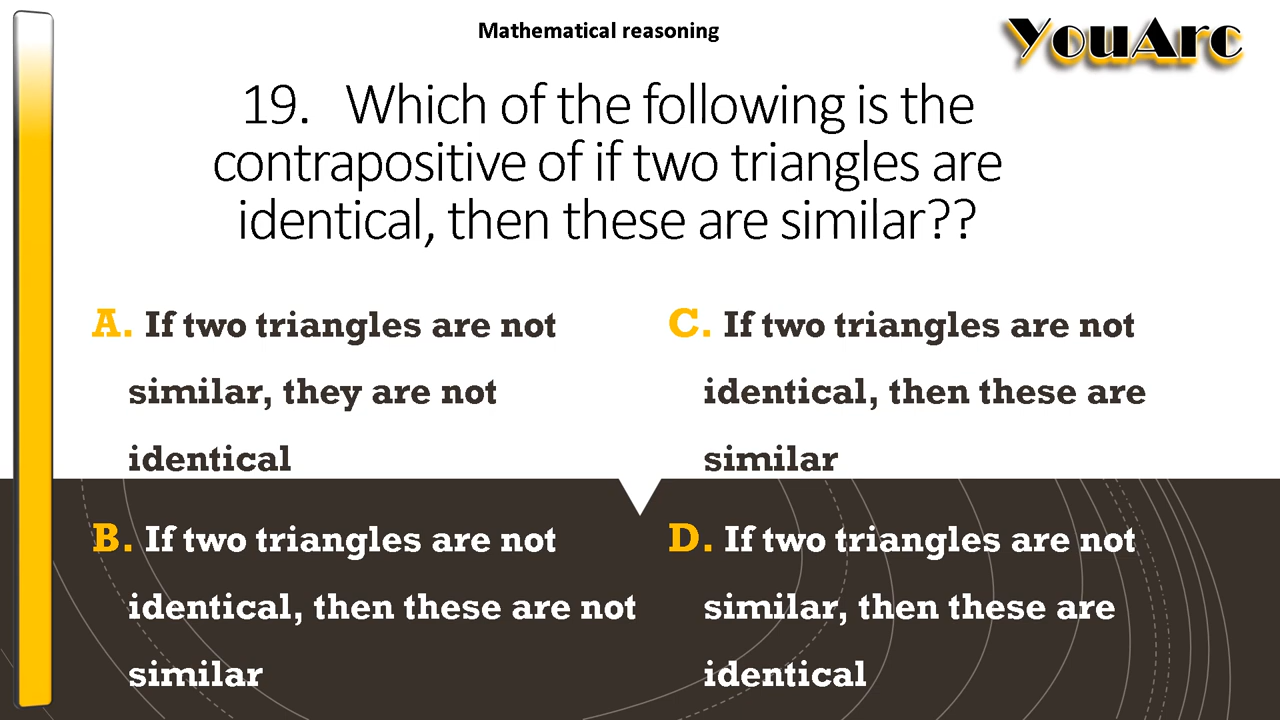 Mathematical reasoning
YouArc
19. Which of the following is the
contrapositive of if two triangles are
identical, then these are similar??
A. If two triangles are not
similar, they are not
identical
B. If two triangles are not
identical, then these are not
similar
C. If two triangles are not
identical, then these are
similar
D. If two triangles are not
similar, then these are
identical